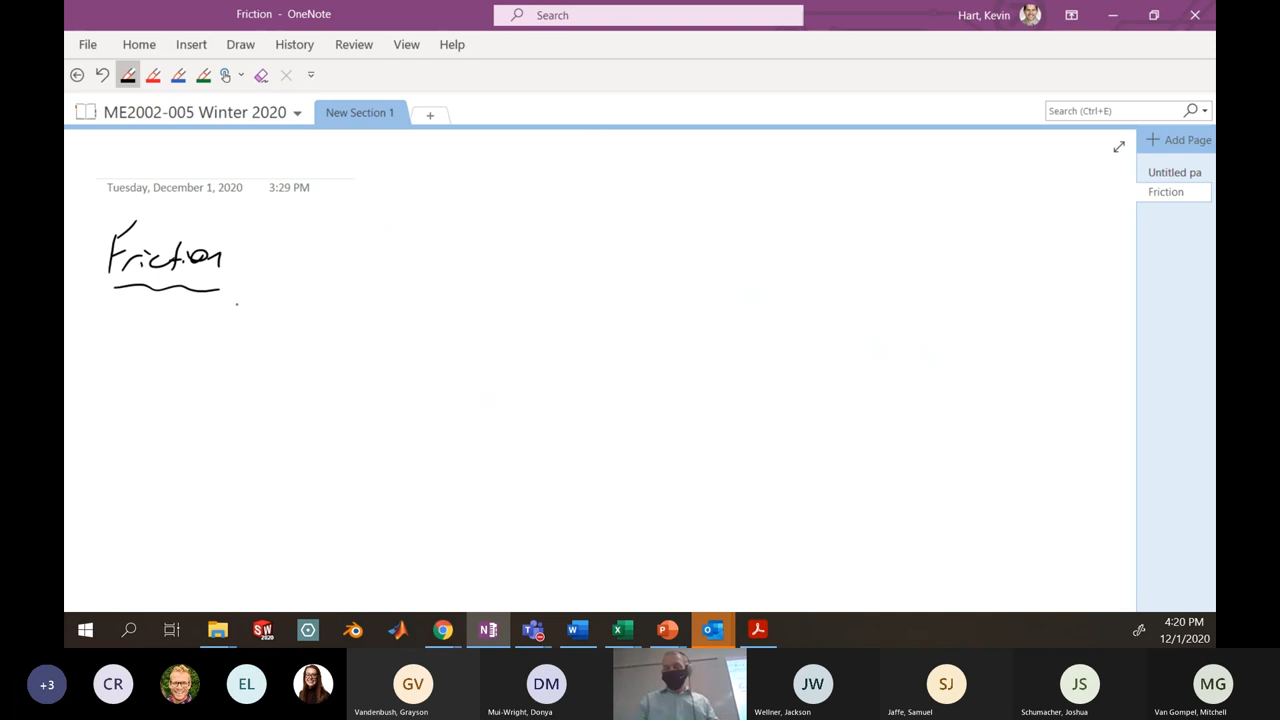 Friction - OneNote
Search
Hart, Kevin
File Home Insert Draw History Review View Help
ME2002-005 Winter 2020
New Section 1
+
Search (Ctrl+E)
Add Page
Untitled pa
Friction
Tuesday, December 1, 2020 3:29 PM
Friction
SW
2020
N
T
W
X
P
O
4:20 PM
12/1/2020
+3
CR
EL
GV
DM
JW
SJ
JS
MG
Vandenbush, Grayson
Mui-Wright, Donya
Wellner, Jackson
Jaffe, Samuel
Schumacher, Joshua
Van Gompel, Mitchell